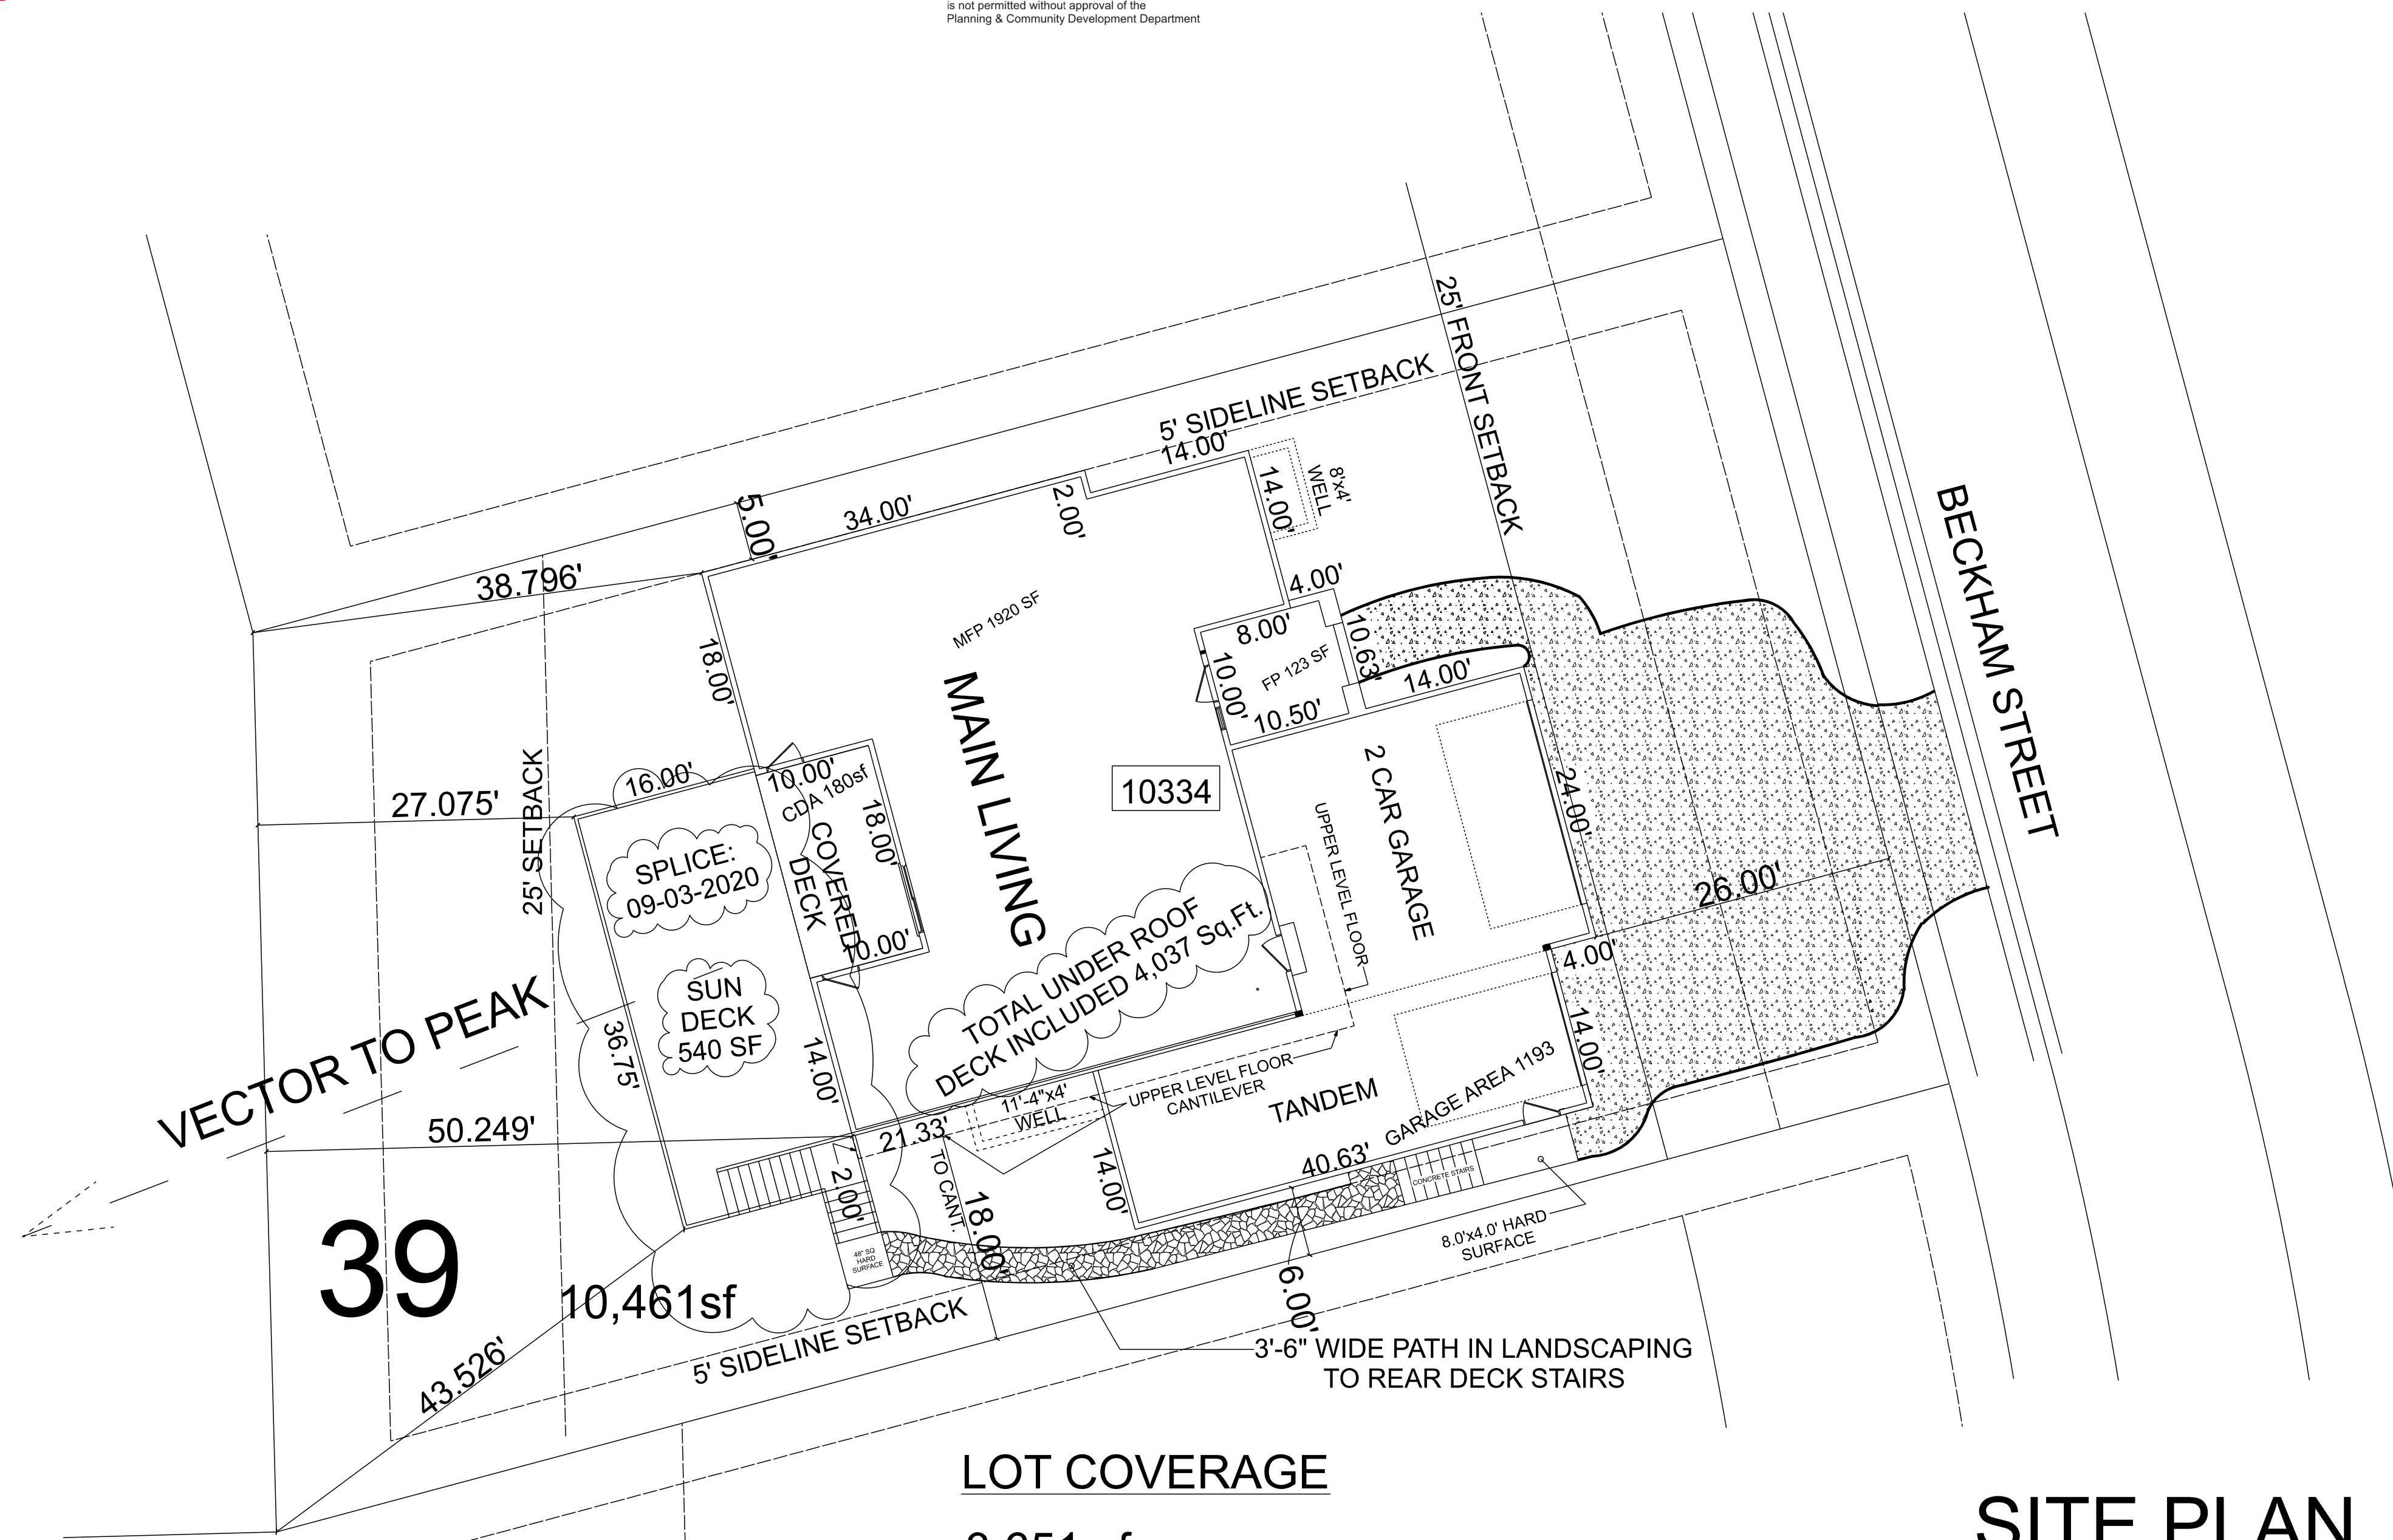 is not permitted without approval of the
Planning & Community Development Department
25' FRONT SETBACK
5' SIDELINE SETBACK
14.00'
8'x4'
WELL
14.00'
2.00'
34.00'
5.00'
38.796'
BECKHAM STREET
4.00'
8.00'
10.63'
FP 123 SF
10.00'
10.50'
14.00'
MFP 1920 SF
18.00'
MAIN LIVING
16.00'
10.00'
CDA 180sf
18.00'
COVERED
DECK
10.00'
10334
2 CAR GARAGE
24.00'
UPPER LEVEL FLOOR
27.075'
25' SETBACK
SPLICE:
09-03-2020
26.00'
4.00'
TOTAL UNDER ROOF
DECK INCLUDED 4,037 Sq.Ft.
SUN
DECK
540 SF
36.75'
14.00'
VECTOR TO PEAK
50.249'
14.00'
GARAGE AREA 1193
TANDEM
UPPER LEVEL FLOOR
CANTILEVER
11'-4"x4'
WELL
21.33'
TO CANT.
18.00'
14.00'
40.63'
CONCRETE STAIRS
2.00'
48" SQ
HARD
SURFACE
8.0'x4.0' HARD
SURFACE
6.00'
39
10,461sf
5' SIDELINE SETBACK
43.526'
3'-6" WIDE PATH IN LANDSCAPING
TO REAR DECK STAIRS
LOT COVERAGE
SITE PLAN